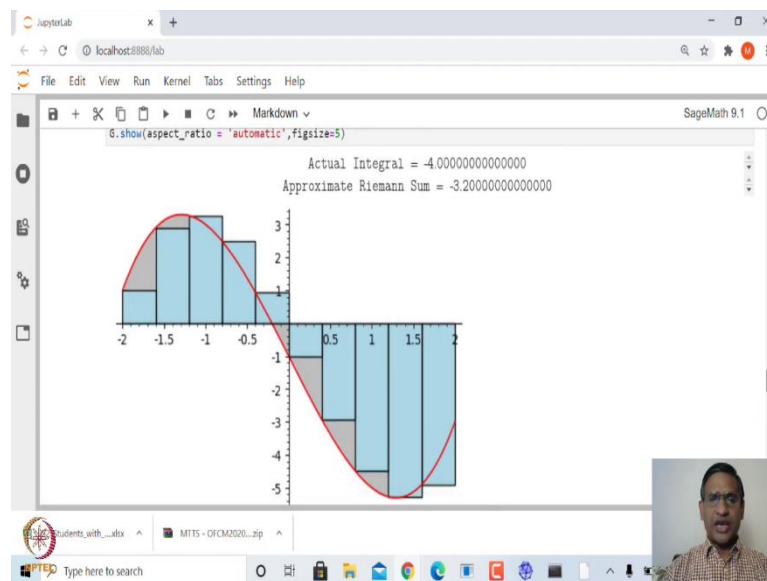 JupyterLab
localhost:8888/lab
M
File Edit View Run Kernel Tabs Settings Help
Markdown
SageMath 9.1
G.show(aspect_ratio = 'automatic',figsize=5)
Actual Integral = -4.00000000000000
Approximate Riemann Sum = -3.20000000000000
3
2
1
-2 -1.5 -1 -0.5 0.5 1 1.5 2
-1
-2
-3
-4
-5
Students_with_....xlsx MTTS - OFCM2020....zip
NPTEL Type here to search